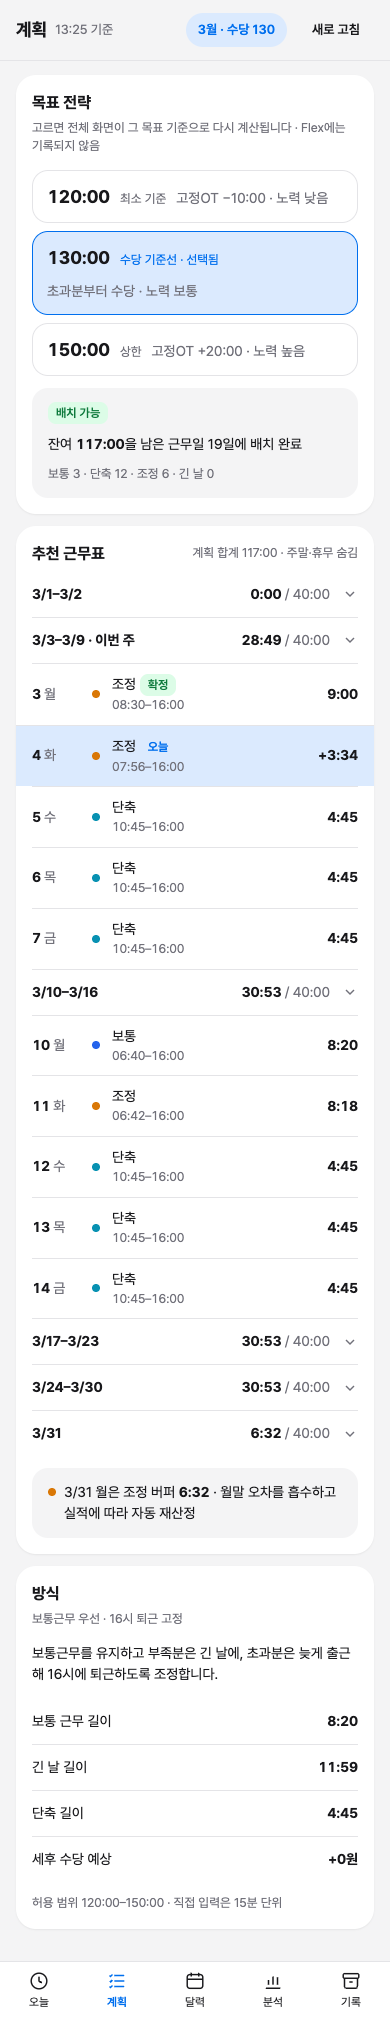 계획 13:25 기준 3월 · 수당 130 새로 고침
목표 전략
고르면 전체 화면이 그 목표 기준으로 다시 계산됩니다 · Flex에는
기록되지 않음
120:00 최소 기준 고정OT −10:00 · 노력 낮음
130:00 수당 기준선 · 선택됨
초과분부터 수당 · 노력 보통
150:00 상한 고정OT +20:00 · 노력 높음
배치 가능
잔여 117:00을 남은 근무일 19일에 배치 완료
보통 3 · 단축 12 · 조정 6 · 긴 날 0
추천 근무표 계획 합계 117:00 · 주말·휴무 숨김
3/1–3/2 0:00 / 40:00
3/3–3/9 · 이번 주 28:49 / 40:00
3 월 조정 확정 9:00
08:30–16:00
4 화 조정 오늘 +3:34
07:56–16:00
5 수 단축 4:45
10:45–16:00
6 목 단축 4:45
10:45–16:00
7 금 단축 4:45
10:45–16:00
3/10–3/16 30:53 / 40:00
10 월 보통 8:20
06:40–16:00
11 화 조정 8:18
06:42–16:00
12 수 단축 4:45
10:45–16:00
13 목 단축 4:45
10:45–16:00
14 금 단축 4:45
10:45–16:00
3/17–3/23 30:53 / 40:00
3/24–3/30 30:53 / 40:00
3/31 6:32 / 40:00
3/31 월은 조정 버퍼 6:32 · 월말 오차를 흡수하고
실적에 따라 자동 재산정
방식
보통근무 우선 · 16시 퇴근 고정
보통근무를 유지하고 부족분은 긴 날에, 초과분은 늦게 출근
해 16시에 퇴근하도록 조정합니다.
보통 근무 길이 8:20
긴 날 길이 11:59
단축 길이 4:45
세후 수당 예상 +0원
허용 범위 120:00–150:00 · 직접 입력은 15분 단위
오늘 계획 달력 분석 기록